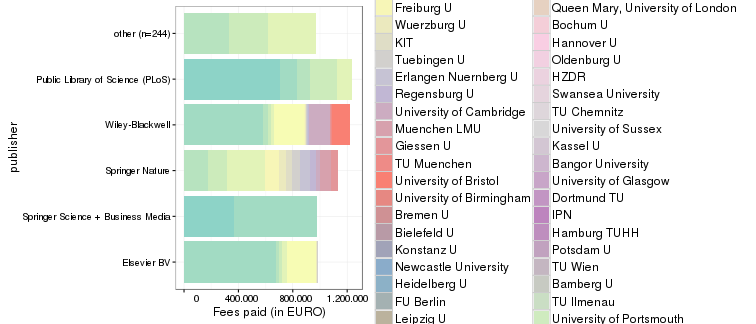 publisher
other (n=244)
Public Library of Science (PLoS)
Wiley-Blackwell
Springer Nature
Springer Science + Business Media
Elsevier BV
0
400.000
800.000
1.200.000
Fees paid (in EURO)
Freiburg U
Wuerzburg U
KIT
Tuebingen U
Erlangen Nuernberg U
Regensburg U
University of Cambridge
Muenchen LMU
Giessen U
TU Muenchen
University of Bristol
University of Birmingham
Bremen U
Bielefeld U
Konstanz U
Newcastle University
Heidelberg U
FU Berlin
Leipzig U
Queen Mary, University of London
Bochum U
Hannover U
Oldenburg U
HZDR
Swansea University
TU Chemnitz
University of Sussex
Kassel U
Bangor University
University of Glasgow
Dortmund TU
IPN
Hamburg TUHH
Potsdam U
TU Wien
Bamberg U
TU Ilmenau
University of Portsmouth